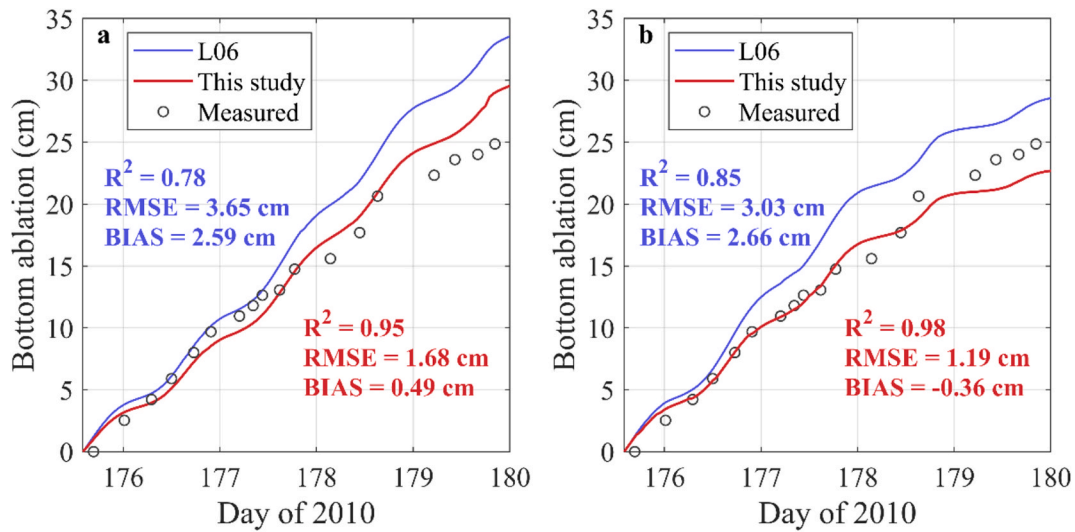 a
L06
This study
Measured
R² = 0.78
RMSE = 3.65 cm
BIAS = 2.59 cm
R² = 0.95
RMSE = 1.68 cm
BIAS = 0.49 cm
35
30
25
20
15
10
5
0
Bottom ablation (cm)
176 177 178 179 180
Day of 2010
b
L06
This study
Measured
R² = 0.85
RMSE = 3.03 cm
BIAS = 2.66 cm
R² = 0.98
RMSE = 1.19 cm
BIAS = -0.36 cm
35
30
25
20
15
10
5
0
Bottom ablation (cm)
176 177 178 179 180
Day of 2010